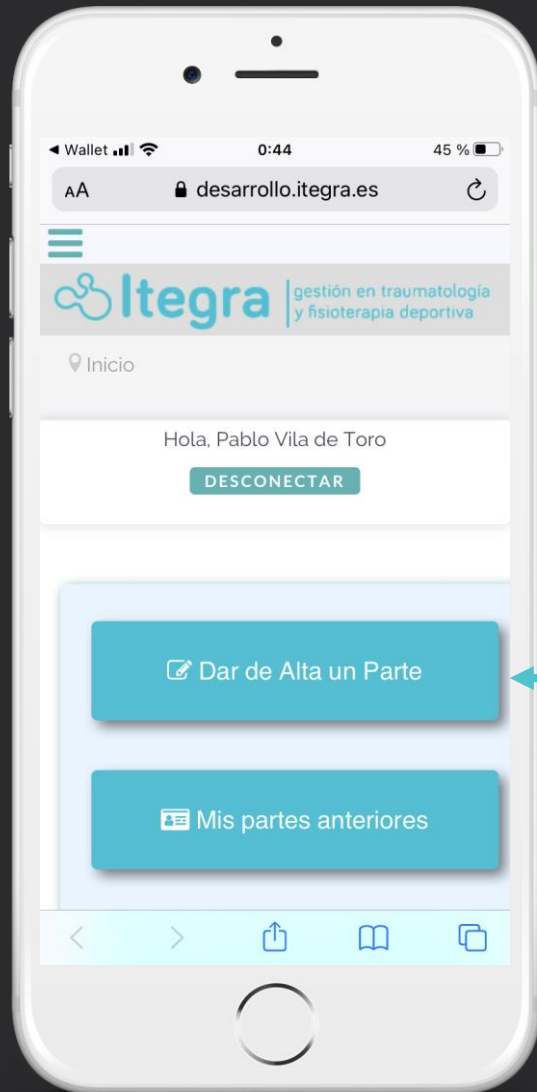 ◀ Wallet 0:44 45 %
AA desarrollo.itegra.es
Itegra gestión en traumatología
y fisioterapia deportiva
Inicio
Hola, Pablo Vila de Toro
DESCONECTAR
Dar de Alta un Parte
Mis partes anteriores